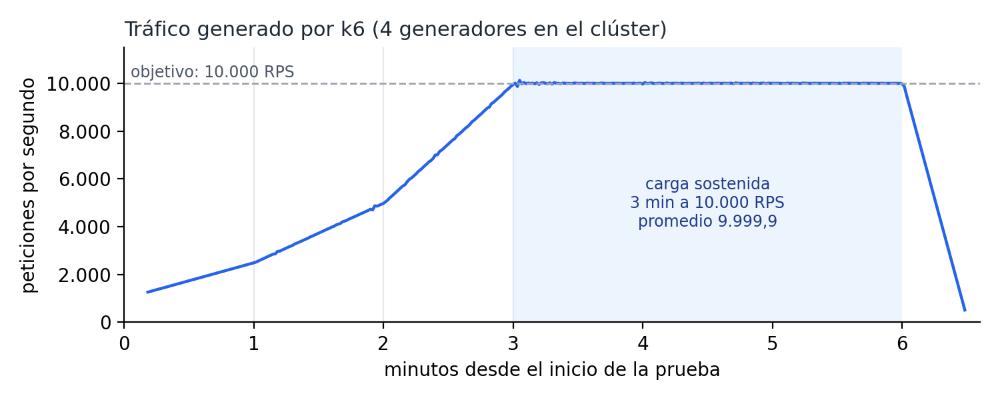 Tráfico generado por k6 (4 generadores en el clúster)
objetivo: 10.000 RPS
peticiones por segundo
10.000
8.000
6.000
4.000
2.000
0
carga sostenida
3 min a 10.000 RPS
promedio 9.999,9
0 1 2 3 4 5 6
minutos desde el inicio de la prueba